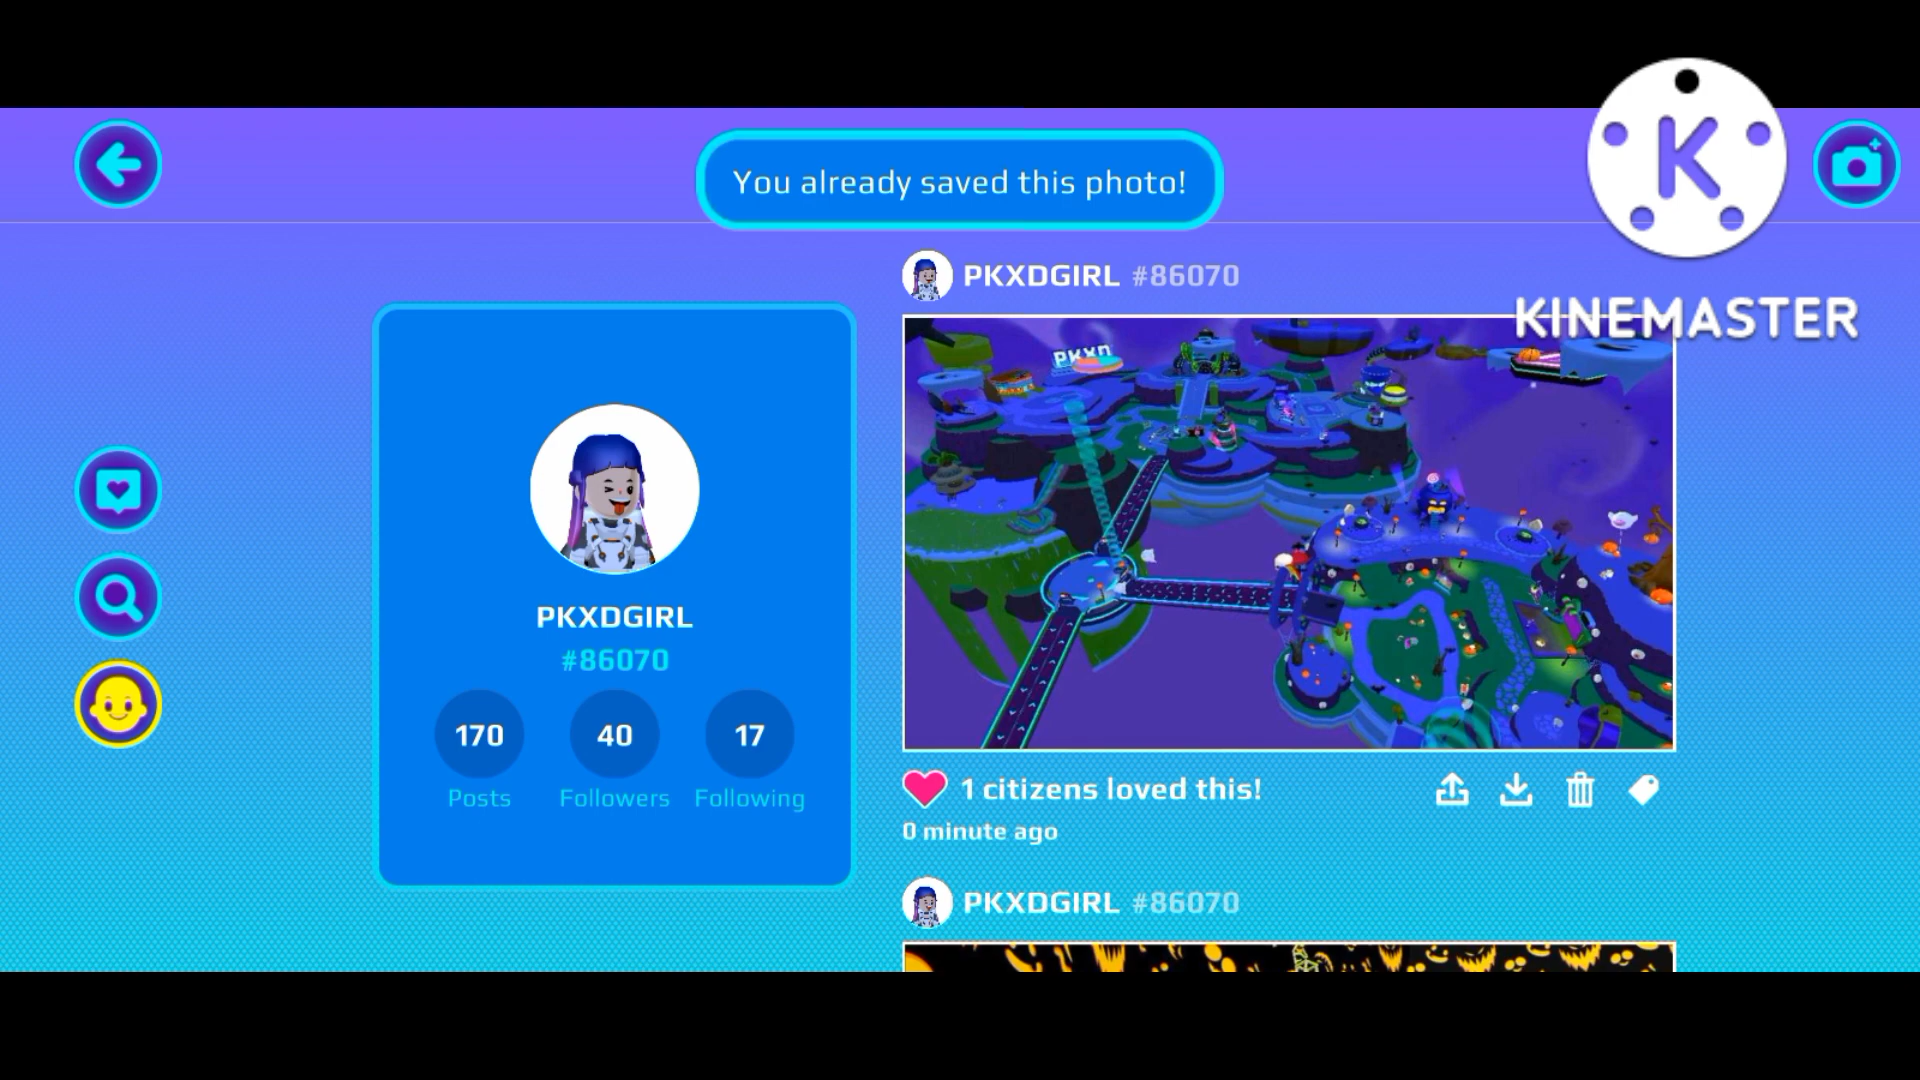 You already saved this photo!
K
KINEMASTER
PKXDGIRL #86070
PKXD
PKXDGIRL
#86070
170 40 17
Posts Followers Following
1 citizens loved this!
0 minute ago
PKXDGIRL #86070